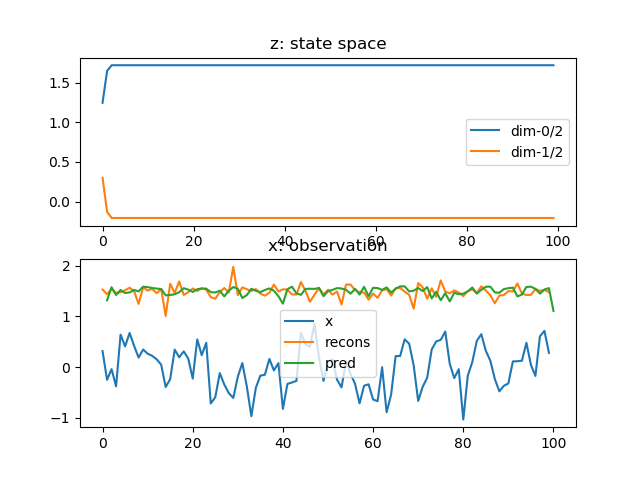 z: state space
1.5
1.0
0.5
0.0
dim-0/2
dim-1/2
0 20 40 60 80 100
x: observation
2
1
0
−1
x
recons
pred
0 20 40 60 80 100